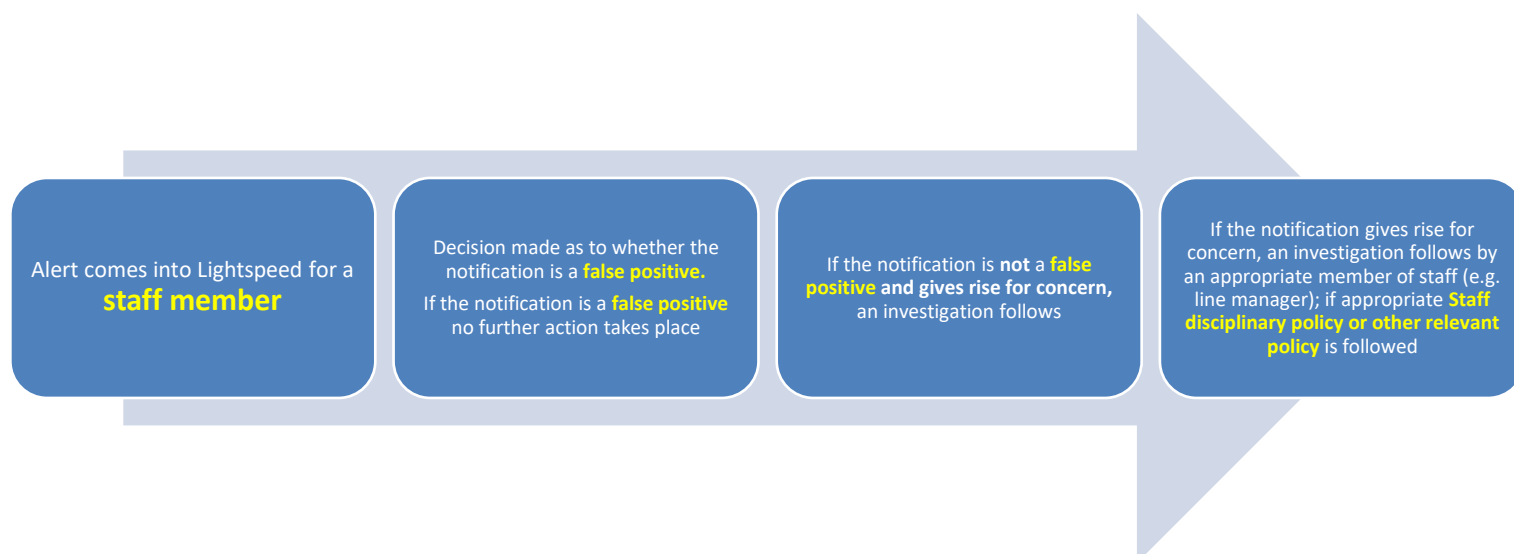 Alert comes into Lightspeed for a
staff member
Decision made as to whether the
notification is a false positive.
If the notification is a false positive
no further action takes place
If the notification is not a false
positive and gives rise for concern,
an investigation follows
If the notification gives rise for
concern, an investigation follows by
an appropriate member of staff (e.g.
line manager); if appropriate Staff
disciplinary policy or other relevant
policy is followed